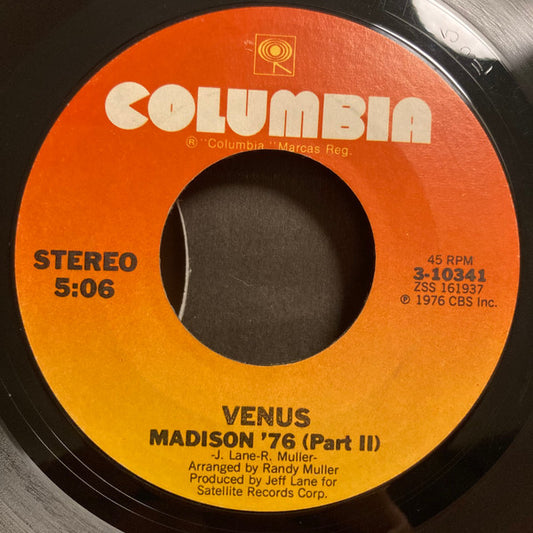 COLUMBIA
® "Columbia," Marcas Reg.
STEREO
5:06
45 RPM
3-10341
ZSS 161937
℗ 1976 CBS Inc.
VENUS
MADISON '76 (Part II)
-J. Lane-R. Muller-
Arranged by Randy Muller
Produced by Jeff Lane for
Satellite Records Corp.